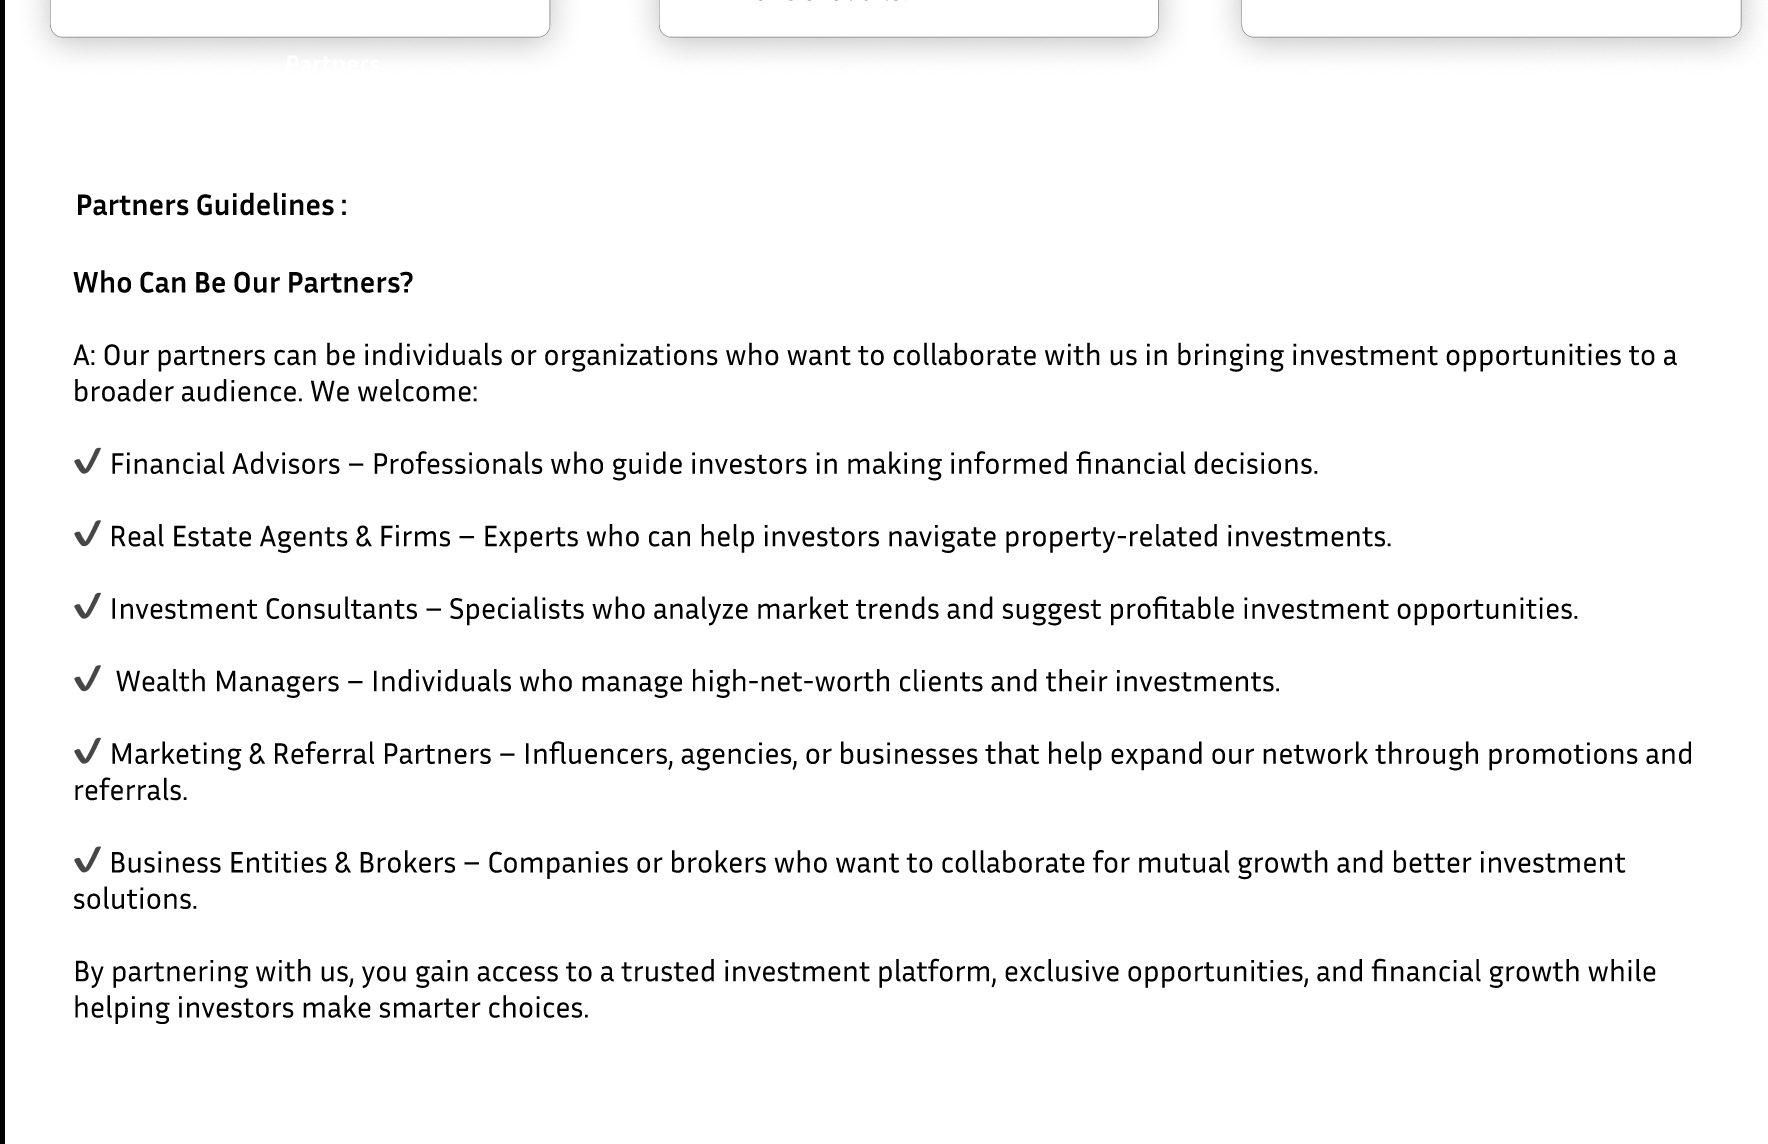 Partners
Partners Guidelines :
Who Can Be Our Partners?
A: Our partners can be individuals or organizations who want to collaborate with us in bringing investment opportunities to a
broader audience. We welcome:
✔ Financial Advisors – Professionals who guide investors in making informed financial decisions.
✔ Real Estate Agents & Firms – Experts who can help investors navigate property-related investments.
✔ Investment Consultants – Specialists who analyze market trends and suggest profitable investment opportunities.
✔ Wealth Managers – Individuals who manage high-net-worth clients and their investments.
✔ Marketing & Referral Partners – Influencers, agencies, or businesses that help expand our network through promotions and
referrals.
✔ Business Entities & Brokers – Companies or brokers who want to collaborate for mutual growth and better investment
solutions.
By partnering with us, you gain access to a trusted investment platform, exclusive opportunities, and financial growth while
helping investors make smarter choices.